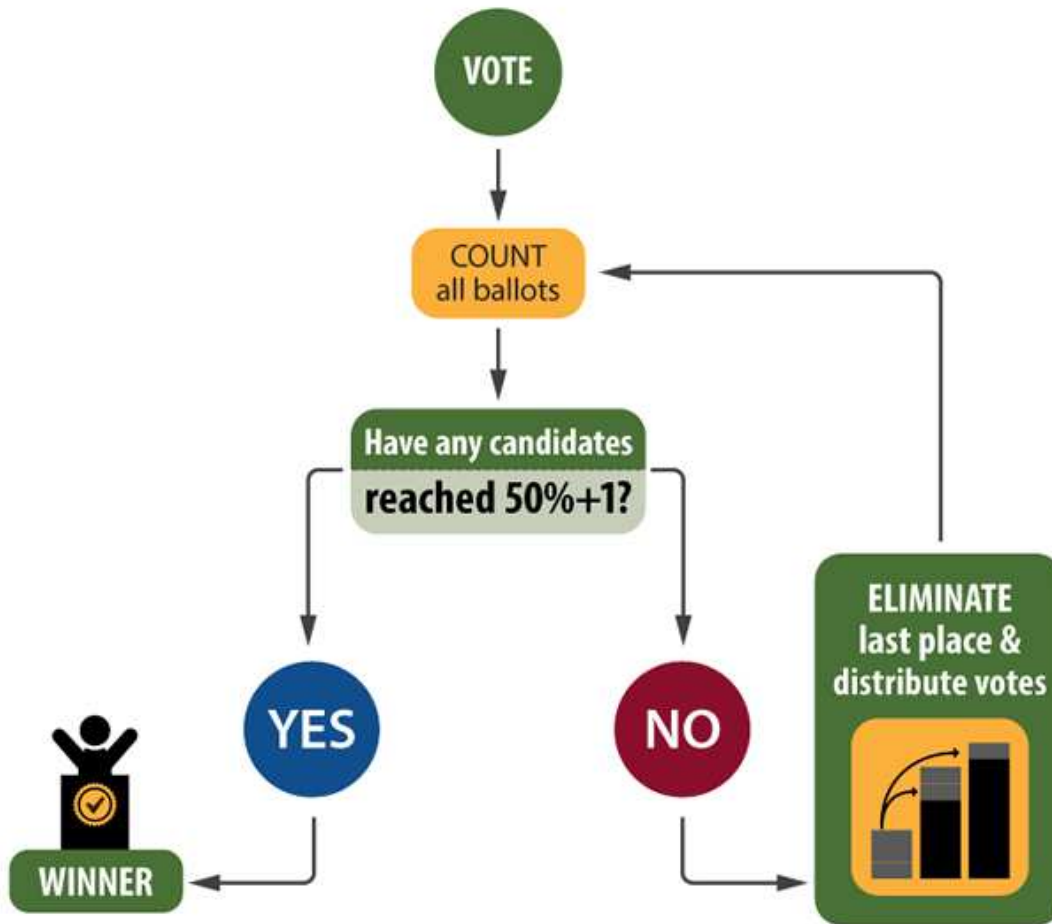 VOTE
COUNT
all ballots
Have any candidates
reached 50%+1?
YES
NO
ELIMINATE
last place &
distribute votes
WINNER